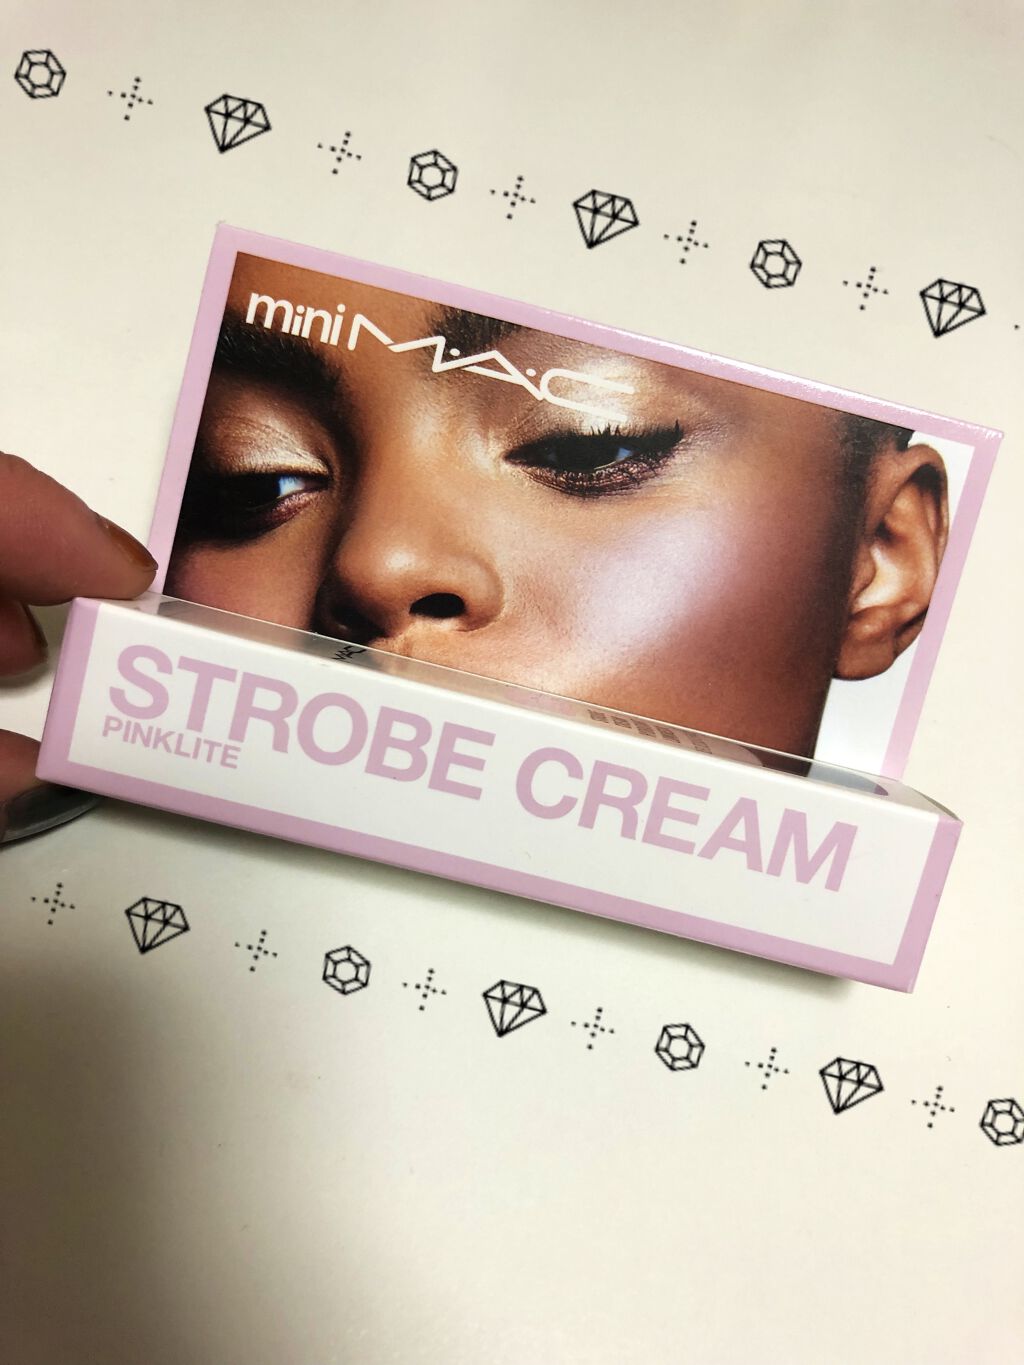 mini M·A·C
STROBE CREAM
PINKLITE